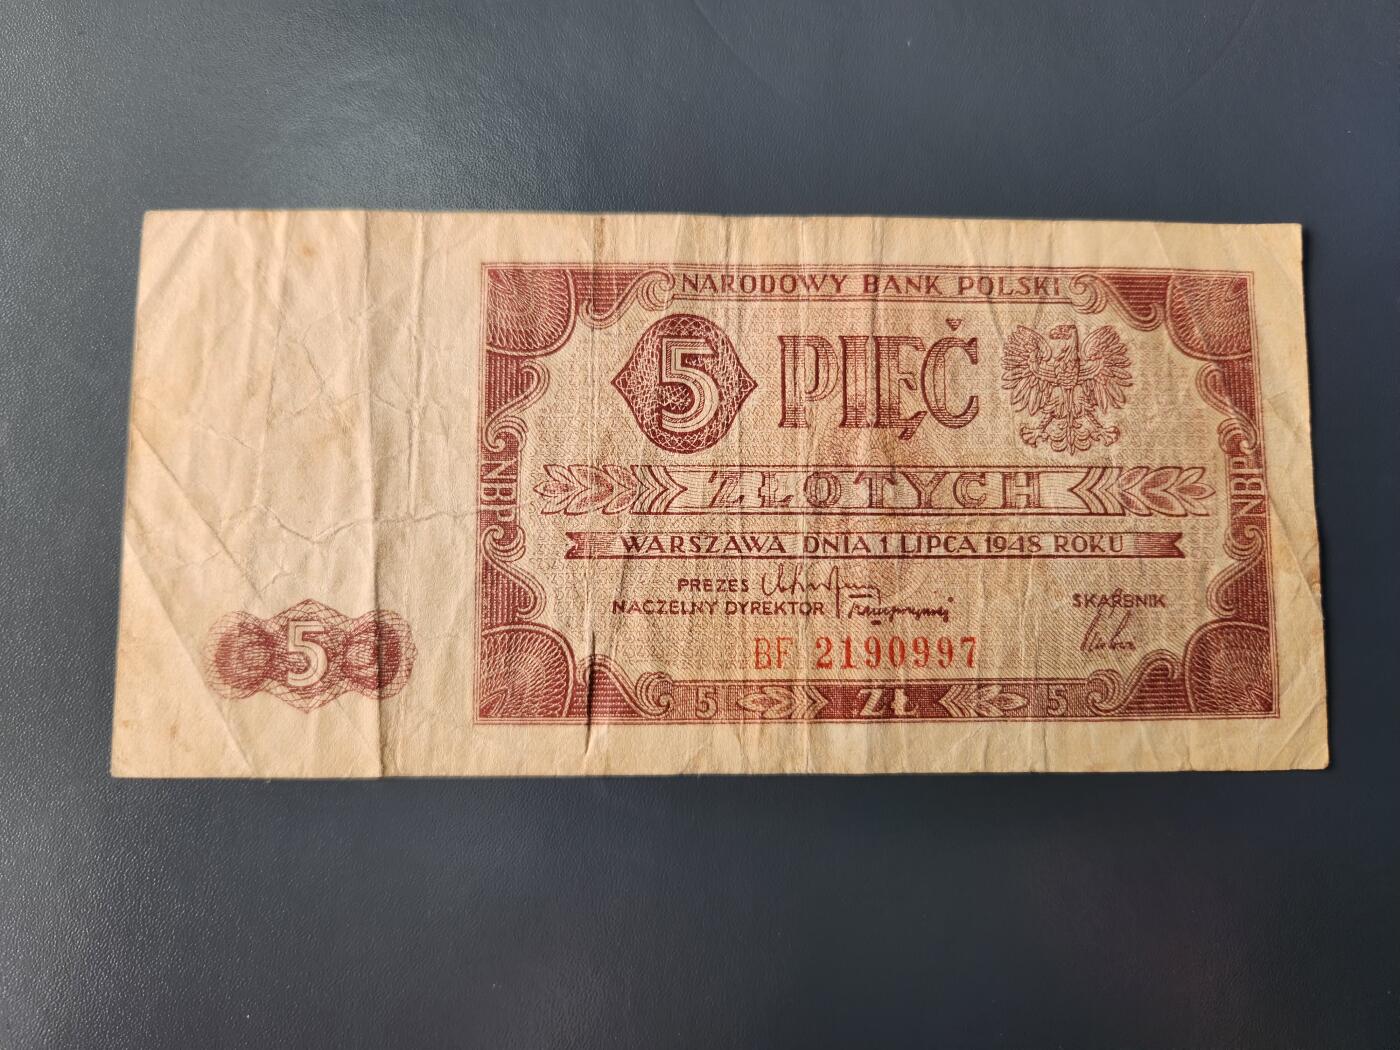 NARODOWY BANK POLSKI
5 PIĘĆ
ZŁOTYCH
NBP
NBP
WARSZAWA DNIA 1 LIPCA 1948 ROKU
PREZES
NACZELNY DYREKTOR
SKARBNIK
BF 2190997
5
5 ZŁ 5